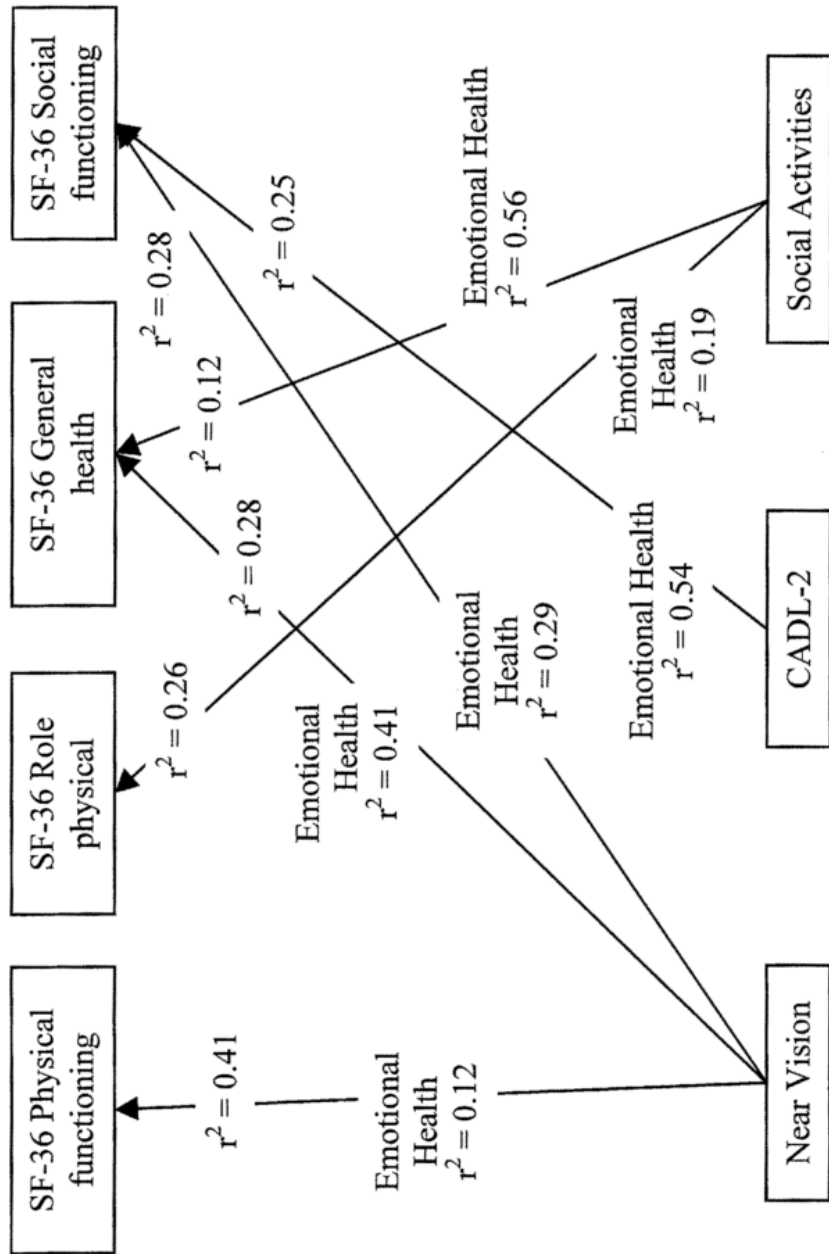 SF-36 Physical
functioning
SF-36 Role
physical
SF-36 General
health
SF-36 Social
functioning
r² = 0.41
r² = 0.26
r² = 0.28
r² = 0.12
r² = 0.28
r² = 0.25
Emotional
Health
r² = 0.12
Emotional
Health
r² = 0.41
Emotional
Health
r² = 0.29
Emotional Health
r² = 0.54
Emotional Health
r² = 0.56
Emotional
Health
r² = 0.19
Near Vision
CADL-2
Social Activities